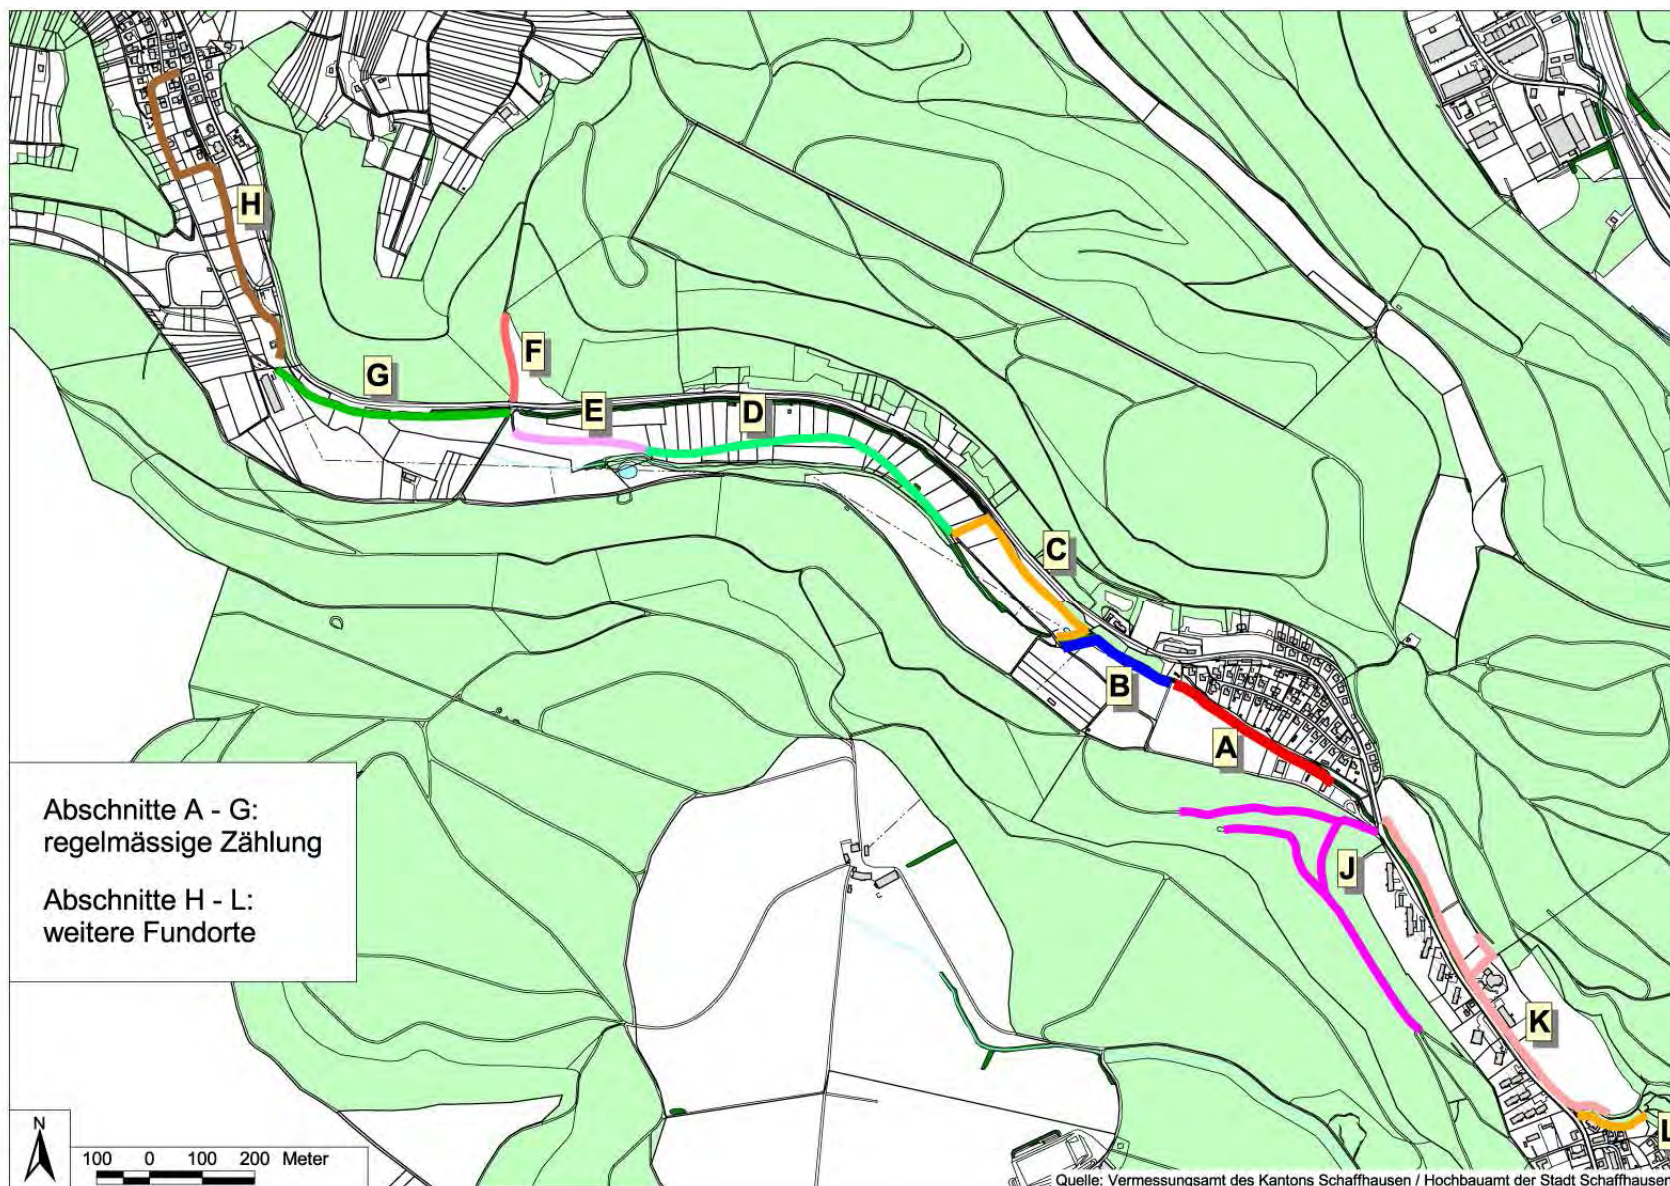 H
F
G
E
D
C
B
A
J
K
L
Abschnitte A - G:
regelmässige Zählung
Abschnitte H - L:
weitere Fundorte
N
100 0 100 200 Meter
Quelle: Vermessungsamt des Kantons Schaffhausen / Hochbauamt der Stadt Schaffhausen